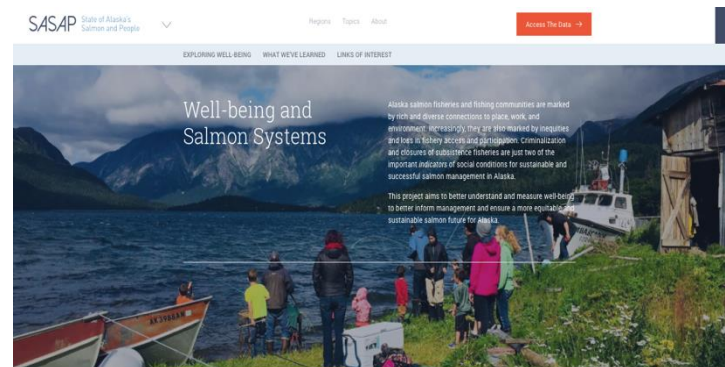 SASAP
State of Alaska's
Salmon and People
Regions Topics About
Access The Data →
EXPLORING WELL-BEING WHAT WE'VE LEARNED LINKS OF INTEREST
Well-being and
Salmon Systems
Alaska salmon fisheries and fishing communities are marked
by rich and diverse connections to place, work, and
environment. Increasingly, they are also marked by inequities
and loss in fishery access and participation. Criminalization
and closures of subsistence fisheries are just two of the
important indicators of social conditions for sustainable and
successful salmon management in Alaska.
This project aims to better understand and measure well-being
to better inform management and ensure a more equitable and
sustainable salmon future for Alaska.